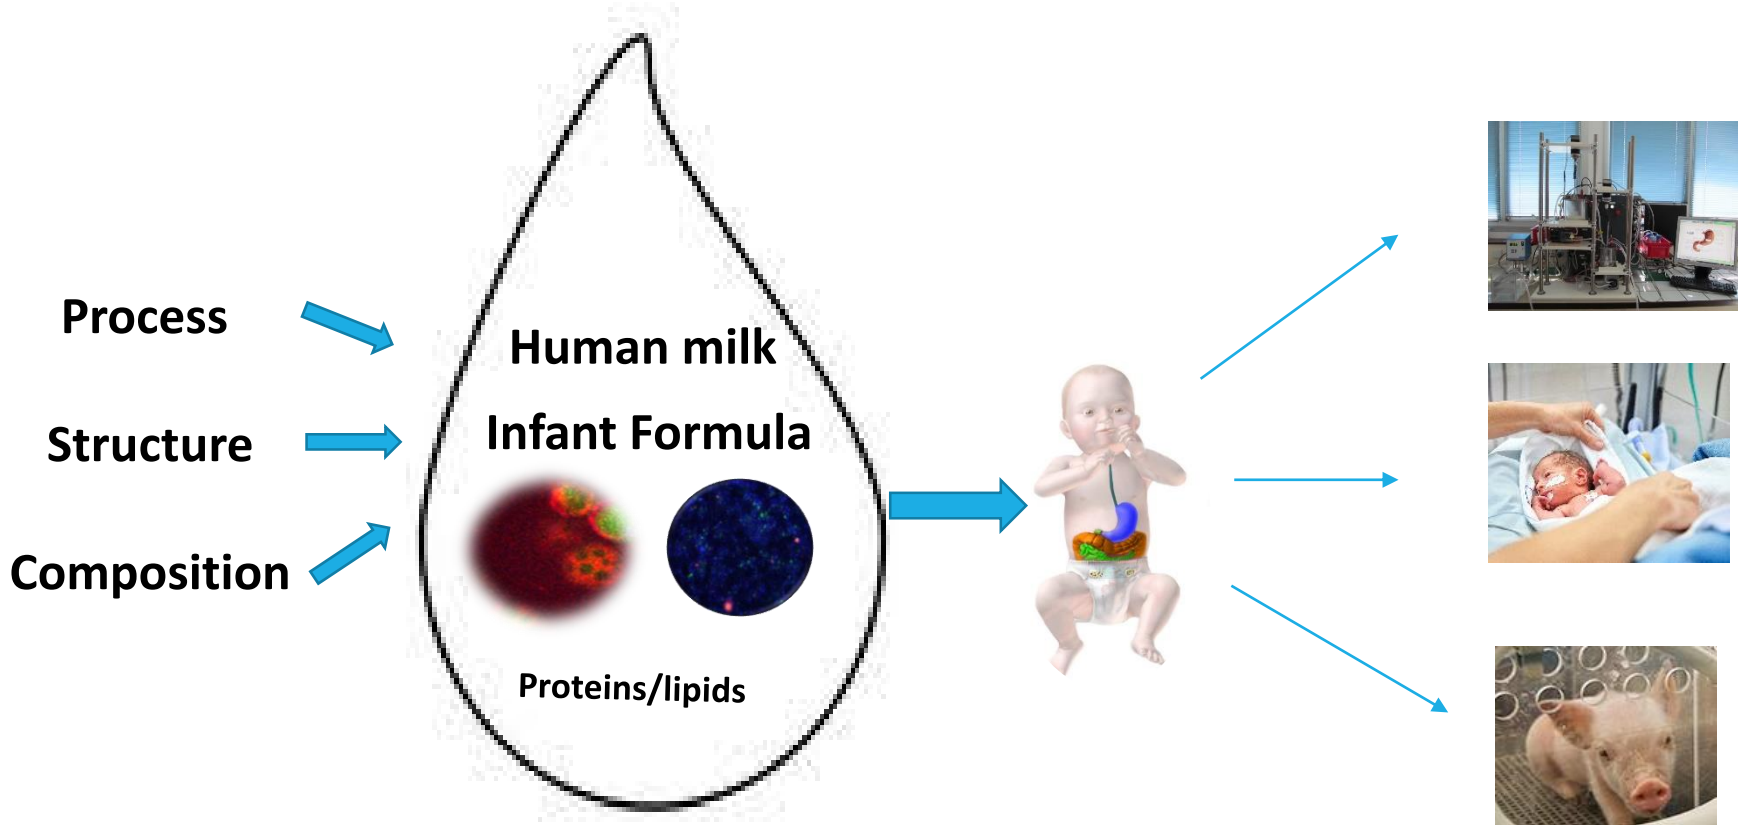 Process
Structure
Composition
Human milk
Infant Formula
Proteins/lipids